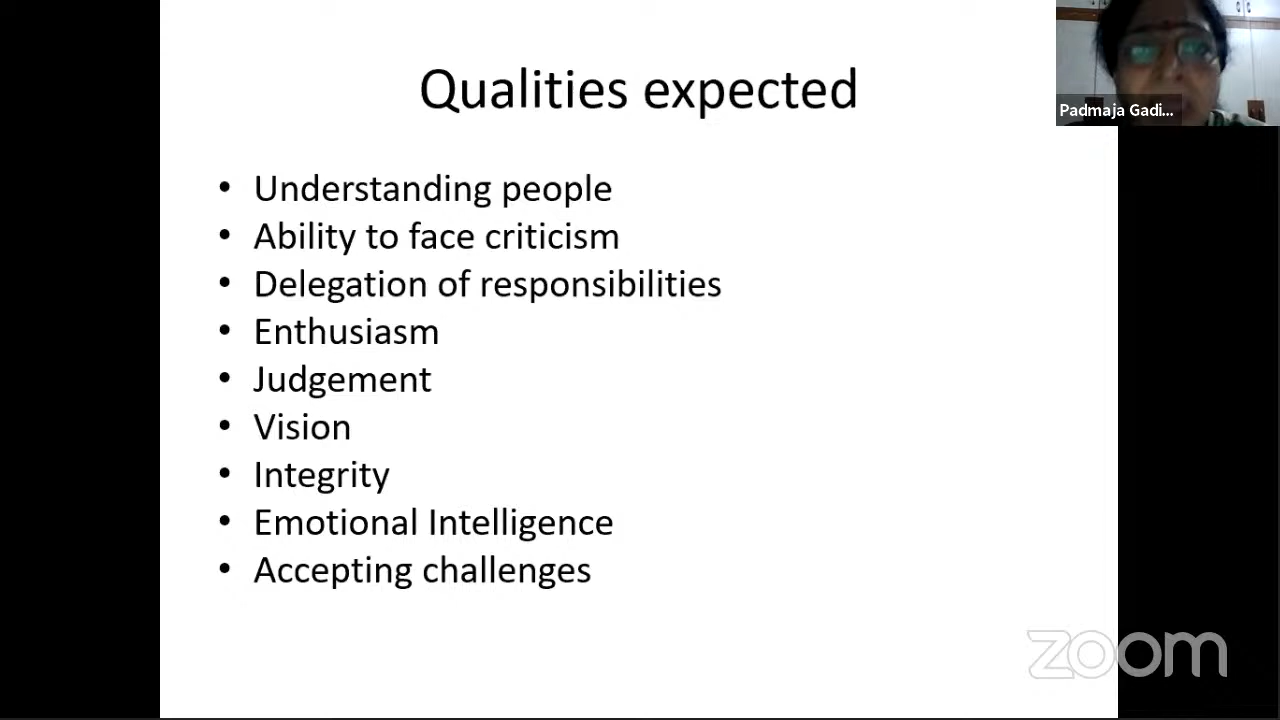 Qualities expected
Padmaja Gadi...
• Understanding people
• Ability to face criticism
• Delegation of responsibilities
• Enthusiasm
• Judgement
• Vision
• Integrity
• Emotional Intelligence
• Accepting challenges
zoom